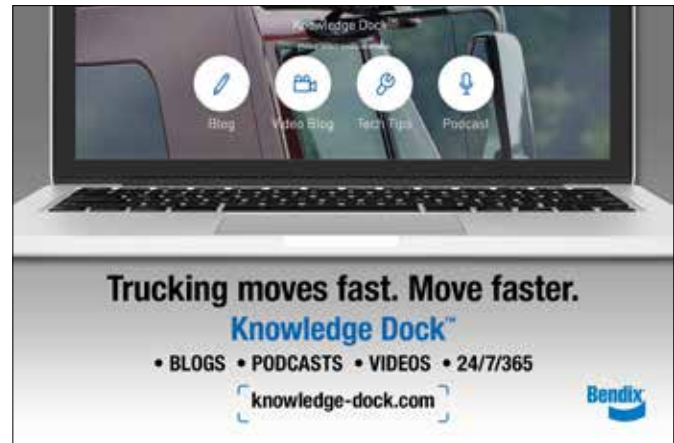 Knowledge Dock
Blog
Video Blog
Tech Tips
Podcast
Trucking moves fast. Move faster.
Knowledge Dock™
• BLOGS • PODCASTS • VIDEOS • 24/7/365
knowledge-dock.com
Bendix